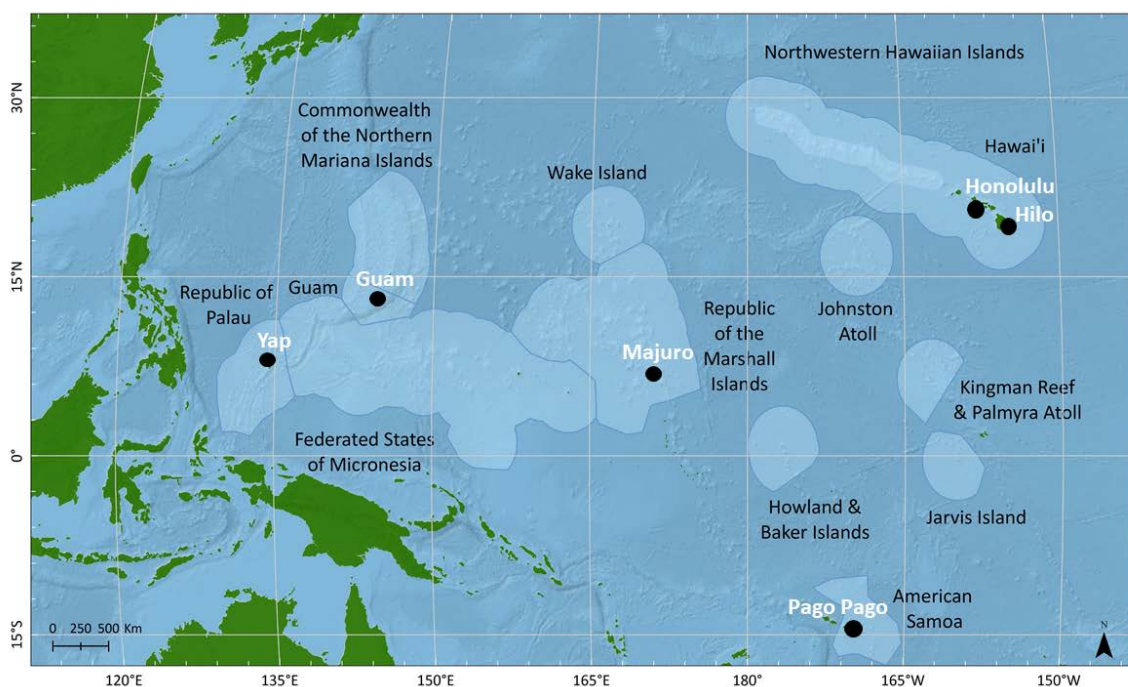 Northwestern Hawaiian Islands
30°N
Commonwealth
of the Northern
Mariana Islands
Hawai'i
Wake Island
Honolulu
Hilo
15°N
Guam
Guam
Republic of
Palau
Johnston
Atoll
Republic
of the
Marshall
Islands
Yap
Majuro
Kingman Reef
& Palmyra Atoll
Federated States
of Micronesia
0°
Howland &
Baker Islands
Jarvis Island
Pago Pago
American
Samoa
15°S
0 250 500 Km
N
120°E 135°E 150°E 165°E 180° 165°W 150°W